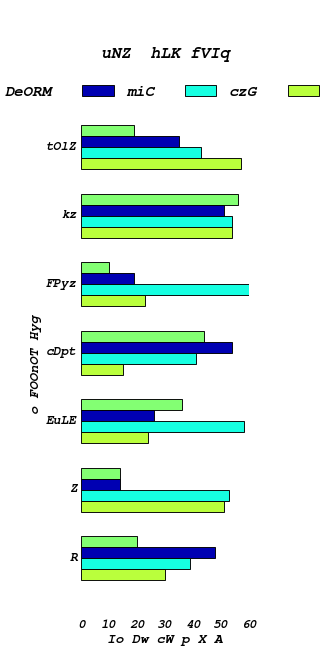 uNZ hLK fVIq
DeORM miC czG
tOlZ
kz
FPyz
cDpt
EuLE
Z
R
o FOOnOT Hyg
0 10 20 30 40 50 60
Io Dw cW p X A